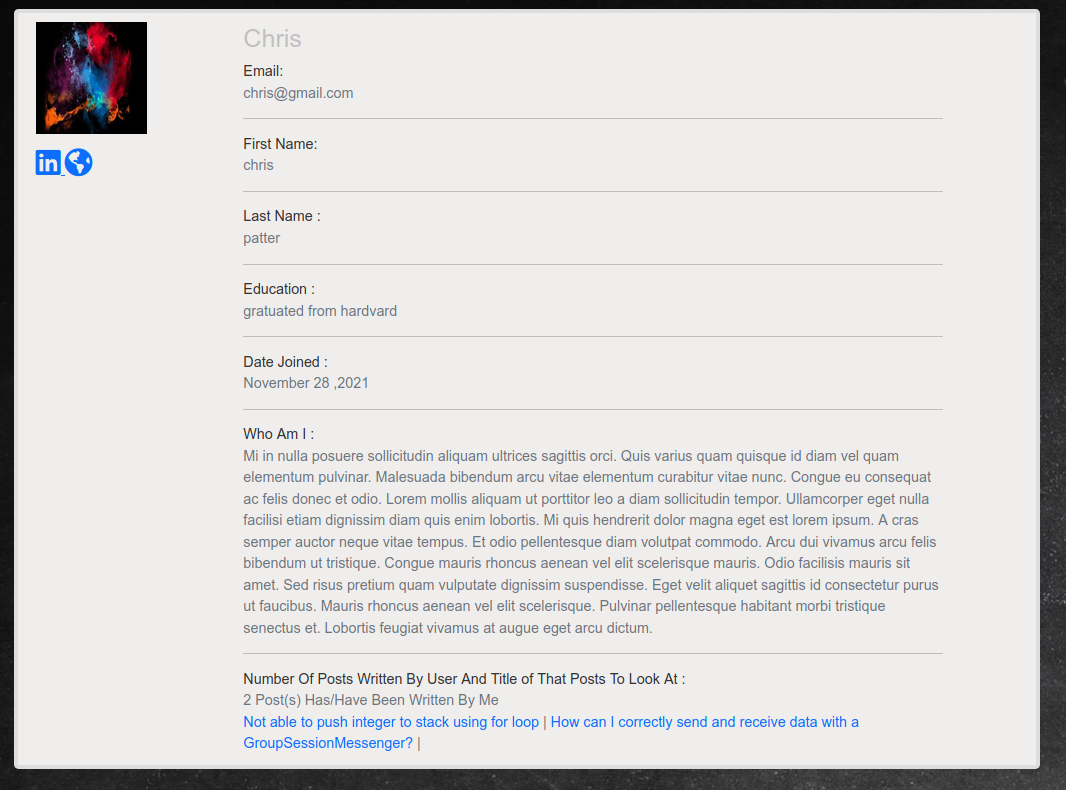 Chris
Email:
chris@gmail.com
First Name:
chris
Last Name :
patter
Education :
gratuated from hardvard
Date Joined :
November 28 ,2021
Who Am I :
Mi in nulla posuere sollicitudin aliquam ultrices sagittis orci. Quis varius quam quisque id diam vel quam
elementum pulvinar. Malesuada bibendum arcu vitae elementum curabitur vitae nunc. Congue eu consequat
ac felis donec et odio. Lorem mollis aliquam ut porttitor leo a diam sollicitudin tempor. Ullamcorper eget nulla
facilisi etiam dignissim diam quis enim lobortis. Mi quis hendrerit dolor magna eget est lorem ipsum. A cras
semper auctor neque vitae tempus. Et odio pellentesque diam volutpat commodo. Arcu dui vivamus arcu felis
bibendum ut tristique. Congue mauris rhoncus aenean vel elit scelerisque mauris. Odio facilisis mauris sit
amet. Sed risus pretium quam vulputate dignissim suspendisse. Eget velit aliquet sagittis id consectetur purus
ut faucibus. Mauris rhoncus aenean vel elit scelerisque. Pulvinar pellentesque habitant morbi tristique
senectus et. Lobortis feugiat vivamus at augue eget arcu dictum.
Number Of Posts Written By User And Title of That Posts To Look At :
2 Post(s) Has/Have Been Written By Me
Not able to push integer to stack using for loop | How can I correctly send and receive data with a
GroupSessionMessenger? |
in